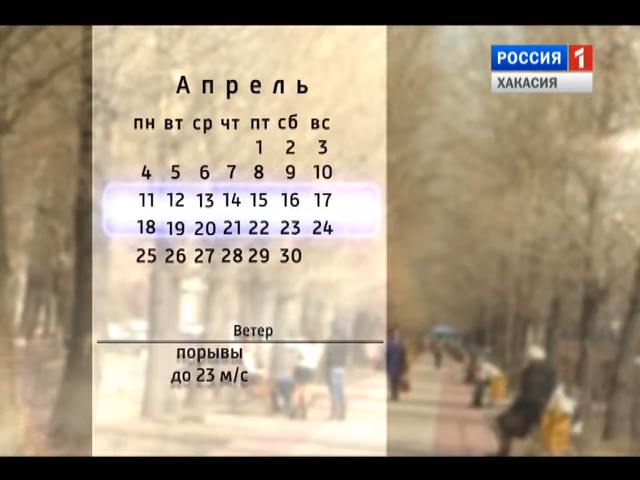 РОССИЯ 1
ХАКАСИЯ
Апрель
пн вт ср чт пт сб вс
1 2 3
4 5 6 7 8 9 10
11 12 13 14 15 16 17
18 19 20 21 22 23 24
25 26 27 28 29 30
Ветер
порывы
до 23 м/с